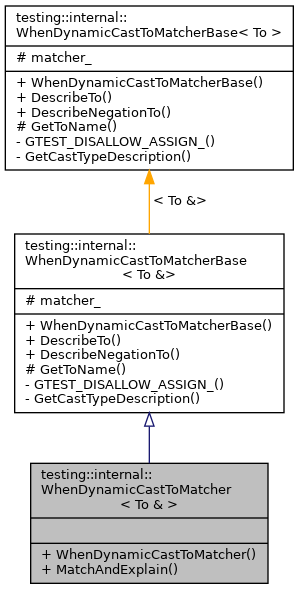 testing::internal::
WhenDynamicCastToMatcherBase< To >
# matcher_
+ WhenDynamicCastToMatcherBase()
+ DescribeTo()
+ DescribeNegationTo()
# GetToName()
- GTEST_DISALLOW_ASSIGN_()
- GetCastTypeDescription()
< To &>
testing::internal::
WhenDynamicCastToMatcherBase
< To &>
# matcher_
+ WhenDynamicCastToMatcherBase()
+ DescribeTo()
+ DescribeNegationTo()
# GetToName()
- GTEST_DISALLOW_ASSIGN_()
- GetCastTypeDescription()
testing::internal::
WhenDynamicCastToMatcher
< To & >
+ WhenDynamicCastToMatcher()
+ MatchAndExplain()